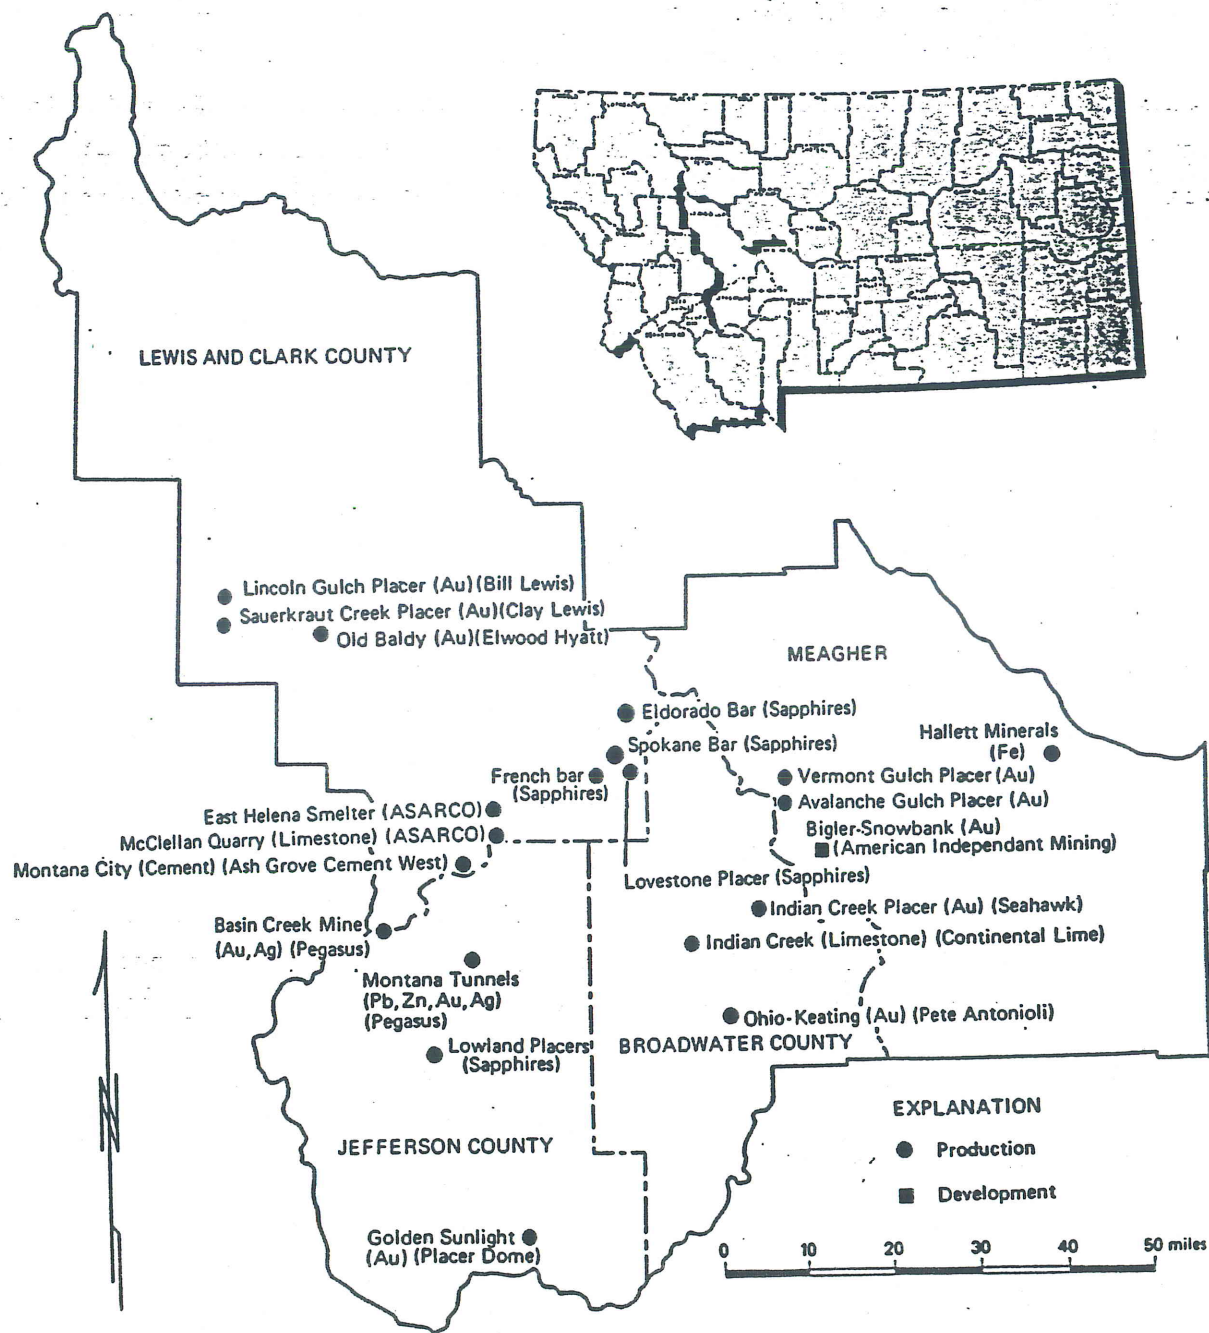 LEWIS AND CLARK COUNTY
Lincoln Gulch Placer (Au) (Bill Lewis)
Sauerkraut Creek Placer (Au)(Clay Lewis)
Old Baldy (Au)(Elwood Hyatt)
MEAGHER
Eldorado Bar (Sapphires)
Spokane Bar (Sapphires)
Hallett Minerals
(Fe)
French bar
(Sapphires)
Vermont Gulch Placer (Au)
Avalanche Gulch Placer (Au)
East Helena Smelter (ASARCO)
McClellan Quarry (Limestone) (ASARCO)
Montana City (Cement) (Ash Grove Cement West)
Bigler-Snowbank (Au)
(American Independant Mining)
Lovestone Placer (Sapphires)
Indian Creek Placer (Au) (Seahawk)
Indian Creek (Limestone) (Continental Lime)
Basin Creek Mine
(Au, Ag) (Pegasus)
Montana Tunnels
(Pb, Zn, Au, Ag)
(Pegasus)
Ohio-Keating (Au) (Pete Antonioli)
Lowland Placers
(Sapphires)
BROADWATER COUNTY
JEFFERSON COUNTY
Golden Sunlight
(Au) (Placer Dome)
N
EXPLANATION
Production
Development
0 10 20 30 40 50 miles